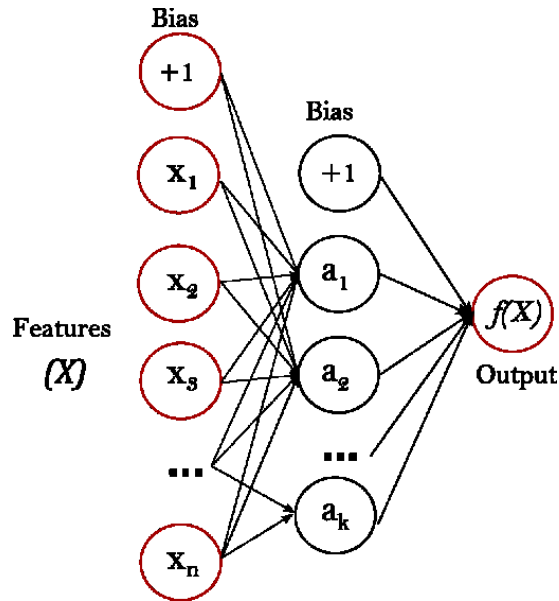 Bias
+1
x₁
x₂
Features
(X)
x₃
...
xₙ
Bias
+1
a₁
a₂
...
aₖ
f(X)
Output